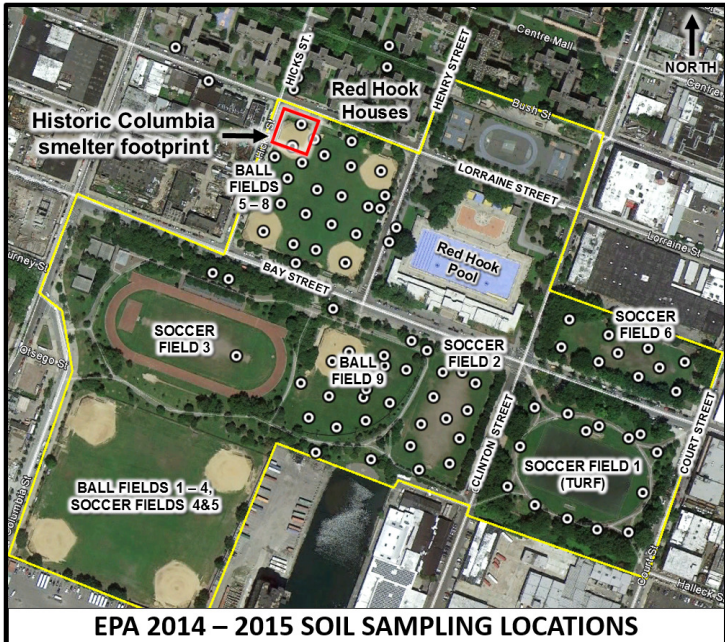 Centre Mall
NORTH
Centre
HICKS ST.
HENRY STREET
Red Hook
Houses
Bush St
Historic Columbia
smelter footprint
BALL
FIELDS
5 – 8
LORRAINE STREET
Lorraine St
Red Hook
Pool
BAY STREET
SOCCER
FIELD 3
BALL
FIELD 9
SOCCER
FIELD 2
SOCCER
FIELD 6
Otsego St
CLINTON STREET
COURT STREET
SOCCER FIELD 1
(TURF)
BALL FIELDS 1 – 4,
SOCCER FIELDS 4&5
Columbia St
Court St
Halleck S
EPA 2014 – 2015 SOIL SAMPLING LOCATIONS